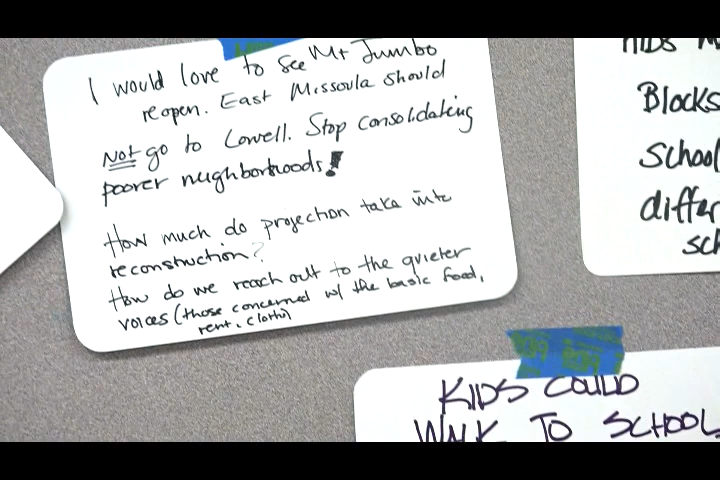 I would love to see Mt Jumbo
reopen. East Missoula should
Not go to Lowell. Stop consolidating
poorer neighborhoods!
How much do projection take into
reconstruction?
How do we reach out to the quieter
voices (those concerned w/ the basic food,
rent, cloths)
KIDS
Blocks
School
differ
sch
KIDS COULD
WALK TO SCHOOL